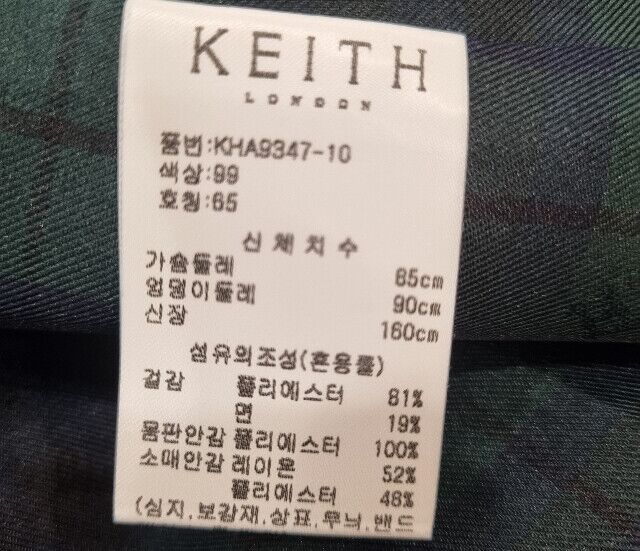 KEITH
LONDON
품번:KHA9347-10
색상:99
호칭:65
신체치수
가슴둘레 85cm
엉덩이둘레 90cm
신장 160cm
섬유의조성(혼용률)
겉감 폴리에스터 81%
면 19%
몸판안감 폴리에스터 100%
소매안감 레이온 52%
폴리에스터 48%
(심지,보강재,상표,무늬,밴드